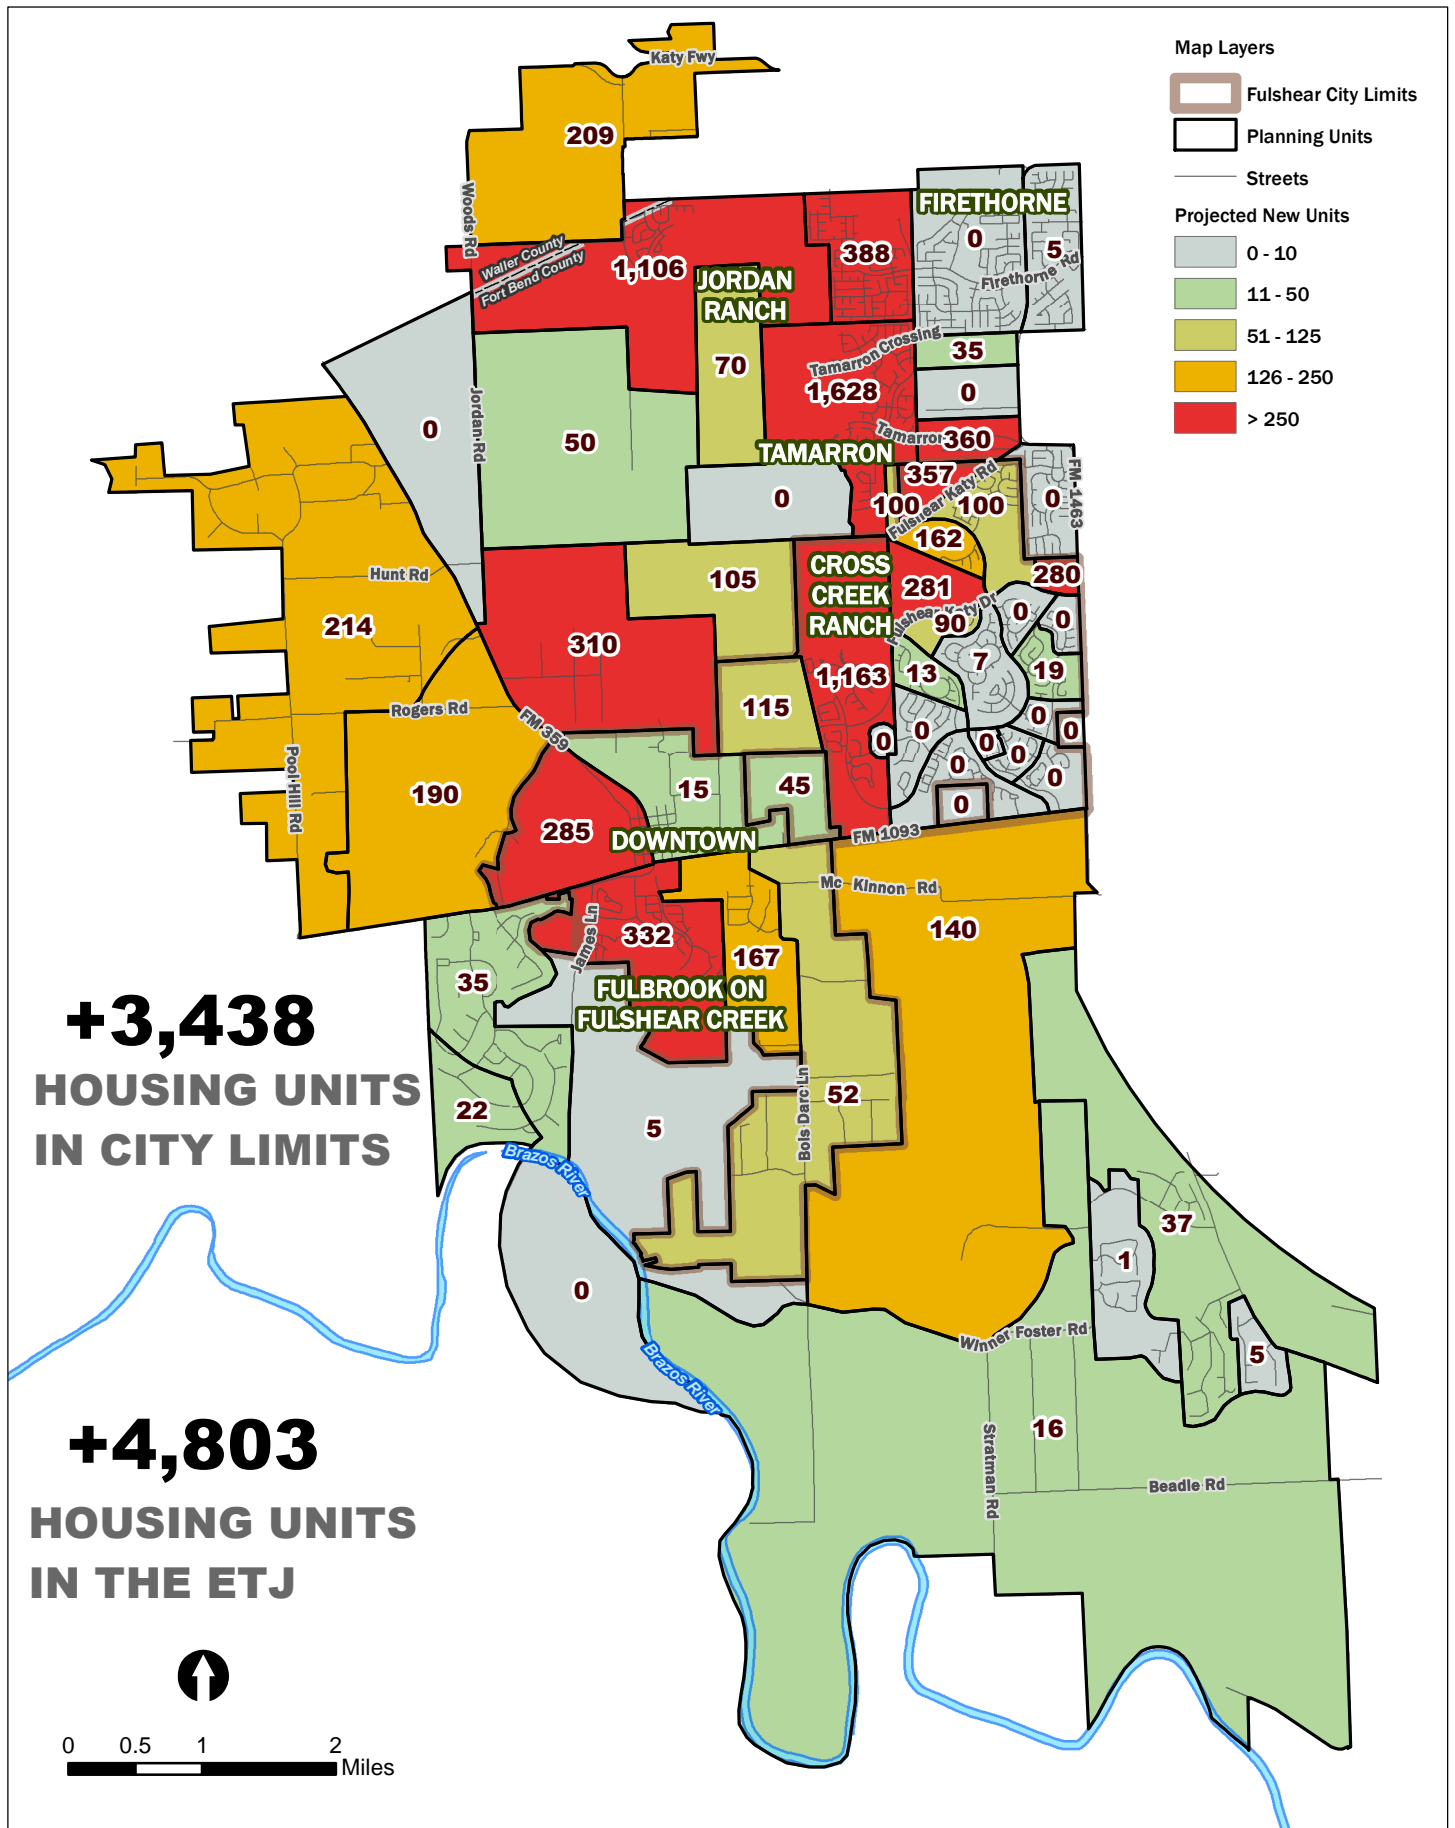 Katy Fwy
Map Layers
Fulshear City Limits
Planning Units
Streets
Projected New Units
0 - 10
11 - 50
51 - 125
126 - 250
> 250
209
Woods Rd
Waller County
Fort Bend County
1,106
388
FIRETHORNE
0
5
Firethorne Rd
JORDAN
RANCH
70
Tamarron Crossing
1,628
35
0
Tamarron
360
TAMARRON
0
Jordan Rd
50
0
357
Fulshear Katy Rd
100
100
162
0
FM 1463
Hunt Rd
214
105
310
CROSS
CREEK
RANCH
281
280
Fulshear Katy Dr
90
0
0
7
13
19
1,163
115
0
0
0
0
0
0
0
0
0
Rogers Rd
FM 359
Pool Hill Rd
190
285
15
45
DOWNTOWN
FM 1093
Mc Kinnon Rd
140
James Ln
332
167
35
FULBROOK ON
FULSHEAR CREEK
+3,438
HOUSING UNITS
IN CITY LIMITS
22
5
52
Bois Darc Ln
Brazos River
0
37
1
5
Winner Foster Rd
Brazos River
16
Stratman Rd
Beadle Rd
+4,803
HOUSING UNITS
IN THE ETJ
0 0.5 1 2
Miles